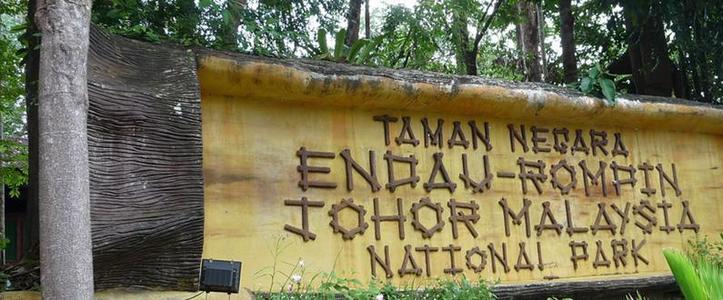 TAMAN NEGARA
ENDAU-ROMPIN
JOHOR MALAYSIA
NATIONAL PARK